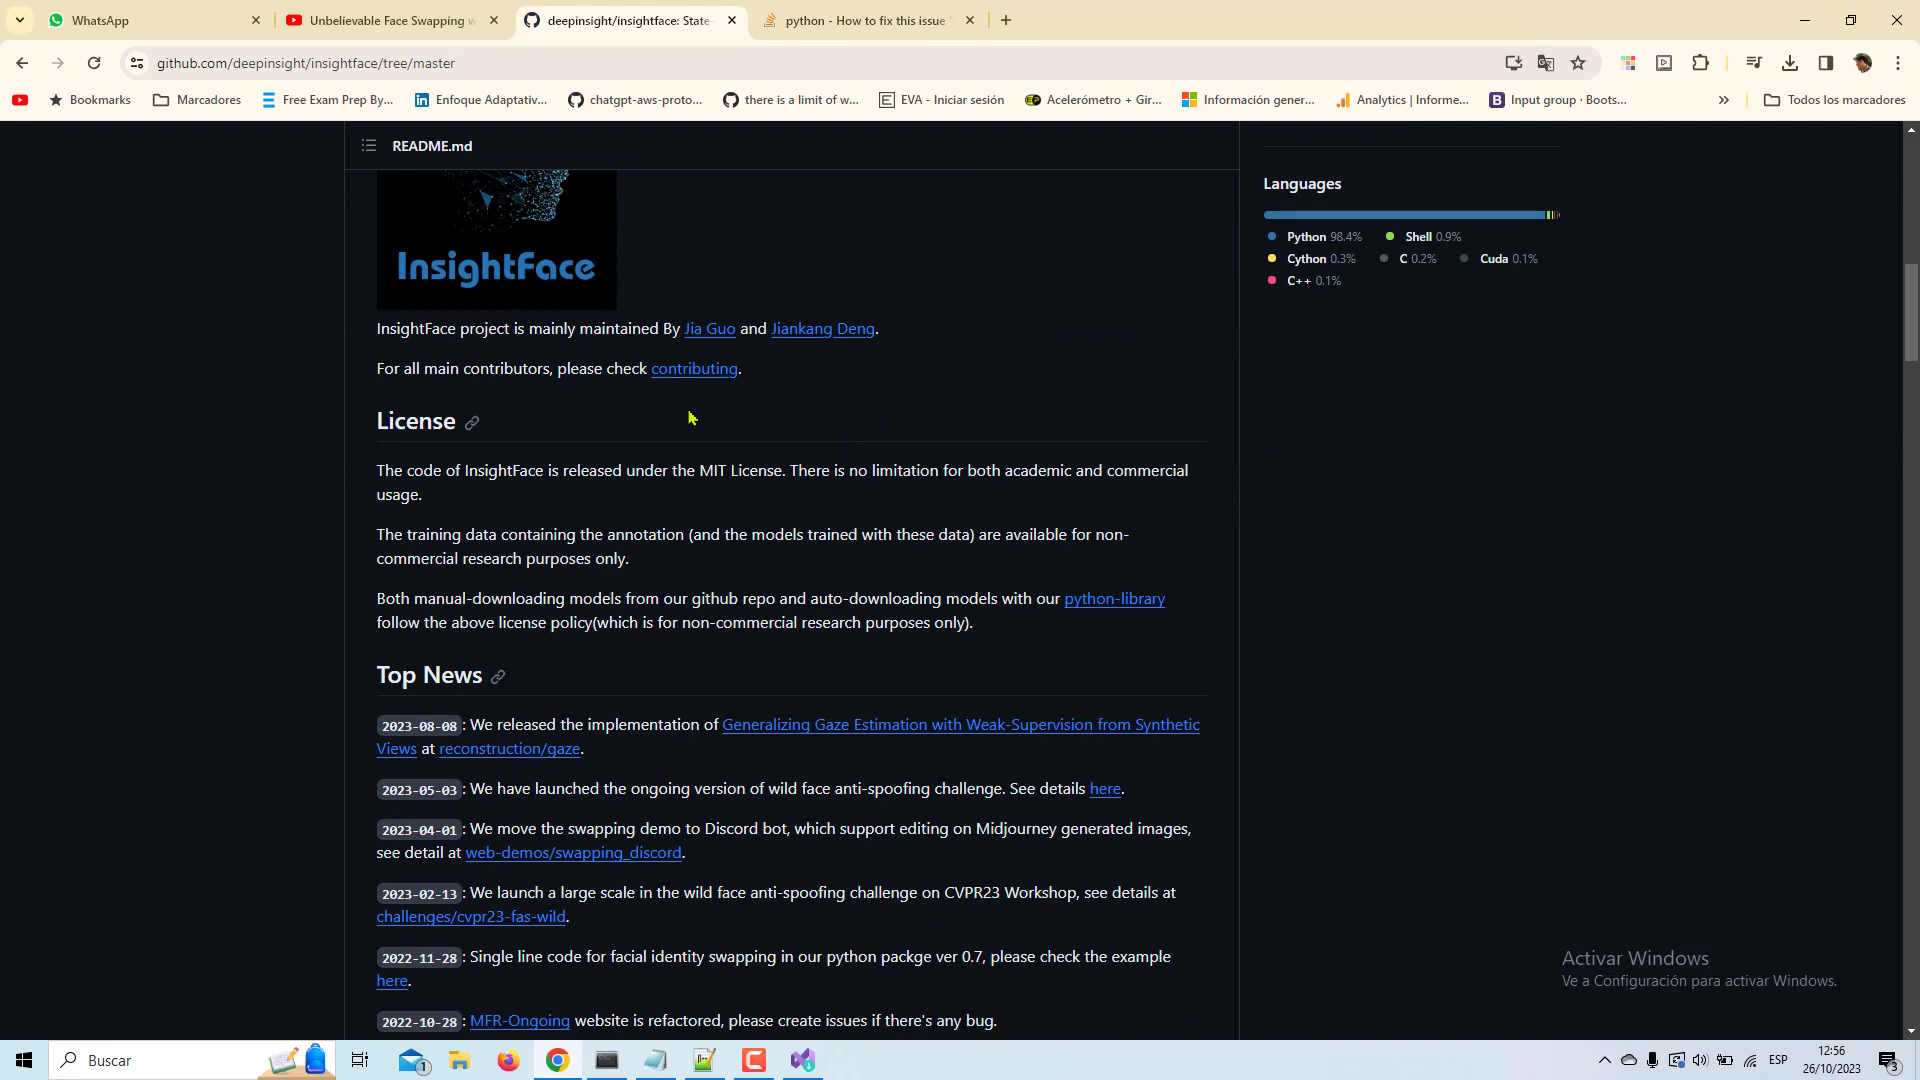 WhatsApp
Unbelievable Face Swapping w
deepinsight/insightface: State-
python - How to fix this issue
github.com/deepinsight/insightface/tree/master
Bookmarks
Marcadores
Free Exam Prep By...
Enfoque Adaptativ...
chatgpt-aws-proto...
there is a limit of w...
EVA - Iniciar sesión
Acelerómetro + Gir...
Información gener...
Analytics | Informe...
Input group · Boots...
Todos los marcadores
README.md
InsightFace
InsightFace project is mainly maintained By Jia Guo and Jiankang Deng.
For all main contributors, please check contributing.
License
The code of InsightFace is released under the MIT License. There is no limitation for both academic and commercial
usage.
The training data containing the annotation (and the models trained with these data) are available for non-
commercial research purposes only.
Both manual-downloading models from our github repo and auto-downloading models with our python-library
follow the above license policy(which is for non-commercial research purposes only).
Top News
2023-08-08: We released the implementation of Generalizing Gaze Estimation with Weak-Supervision from Synthetic
Views at reconstruction/gaze.
2023-05-03: We have launched the ongoing version of wild face anti-spoofing challenge. See details here.
2023-04-01: We move the swapping demo to Discord bot, which support editing on Midjourney generated images,
see detail at web-demos/swapping_discord.
2023-02-13: We launch a large scale in the wild face anti-spoofing challenge on CVPR23 Workshop, see details at
challenges/cvpr23-fas-wild.
2022-11-28: Single line code for facial identity swapping in our python packge ver 0.7, please check the example
here.
2022-10-28: MFR-Ongoing website is refactored, please create issues if there's any bug.
Languages
Python 98.4% Shell 0.9%
Cython 0.3% C 0.2% Cuda 0.1%
C++ 0.1%
Activar Windows
Ve a Configuración para activar Windows.
Buscar
1
ESP
12:56
26/10/2023
3